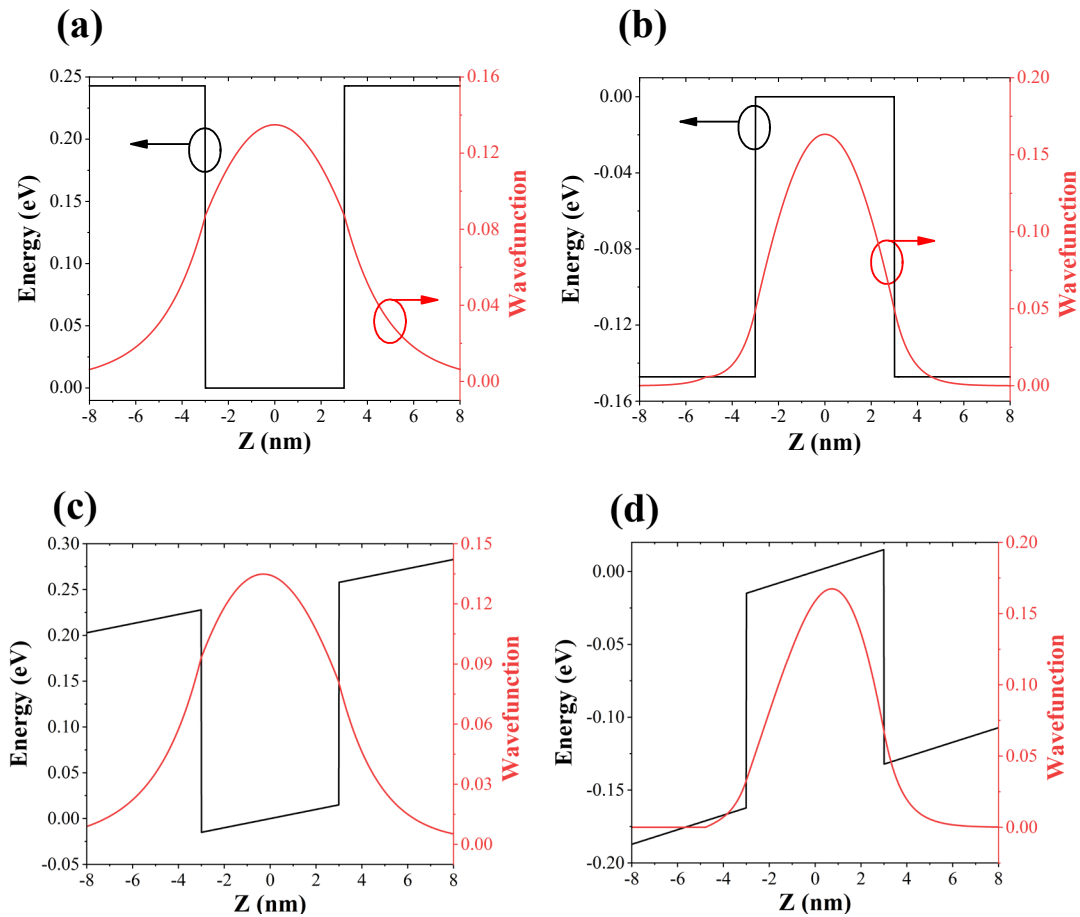 (a)
(b)
0.25
0.20
0.15
0.10
0.05
0.00
Energy (eV)
-8 -6 -4 -2 0 2 4 6 8
Z (nm)
0.16
0.12
0.08
0.04
0.00
Wavefunction
0.00
-0.04
-0.08
-0.12
-0.16
Energy (eV)
-8 -6 -4 -2 0 2 4 6 8
Z (nm)
0.20
0.15
0.10
0.05
0.00
Wavefunction
(c)
(d)
0.30
0.25
0.20
0.15
0.10
0.05
0.00
-0.05
Energy (eV)
-8 -6 -4 -2 0 2 4 6 8
Z (nm)
0.15
0.12
0.09
0.06
0.03
0.00
Wavefunction
0.00
-0.05
-0.10
-0.15
-0.20
Energy (eV)
-8 -6 -4 -2 0 2 4 6 8
Z (nm)
0.20
0.15
0.10
0.05
0.00
Wavefunction